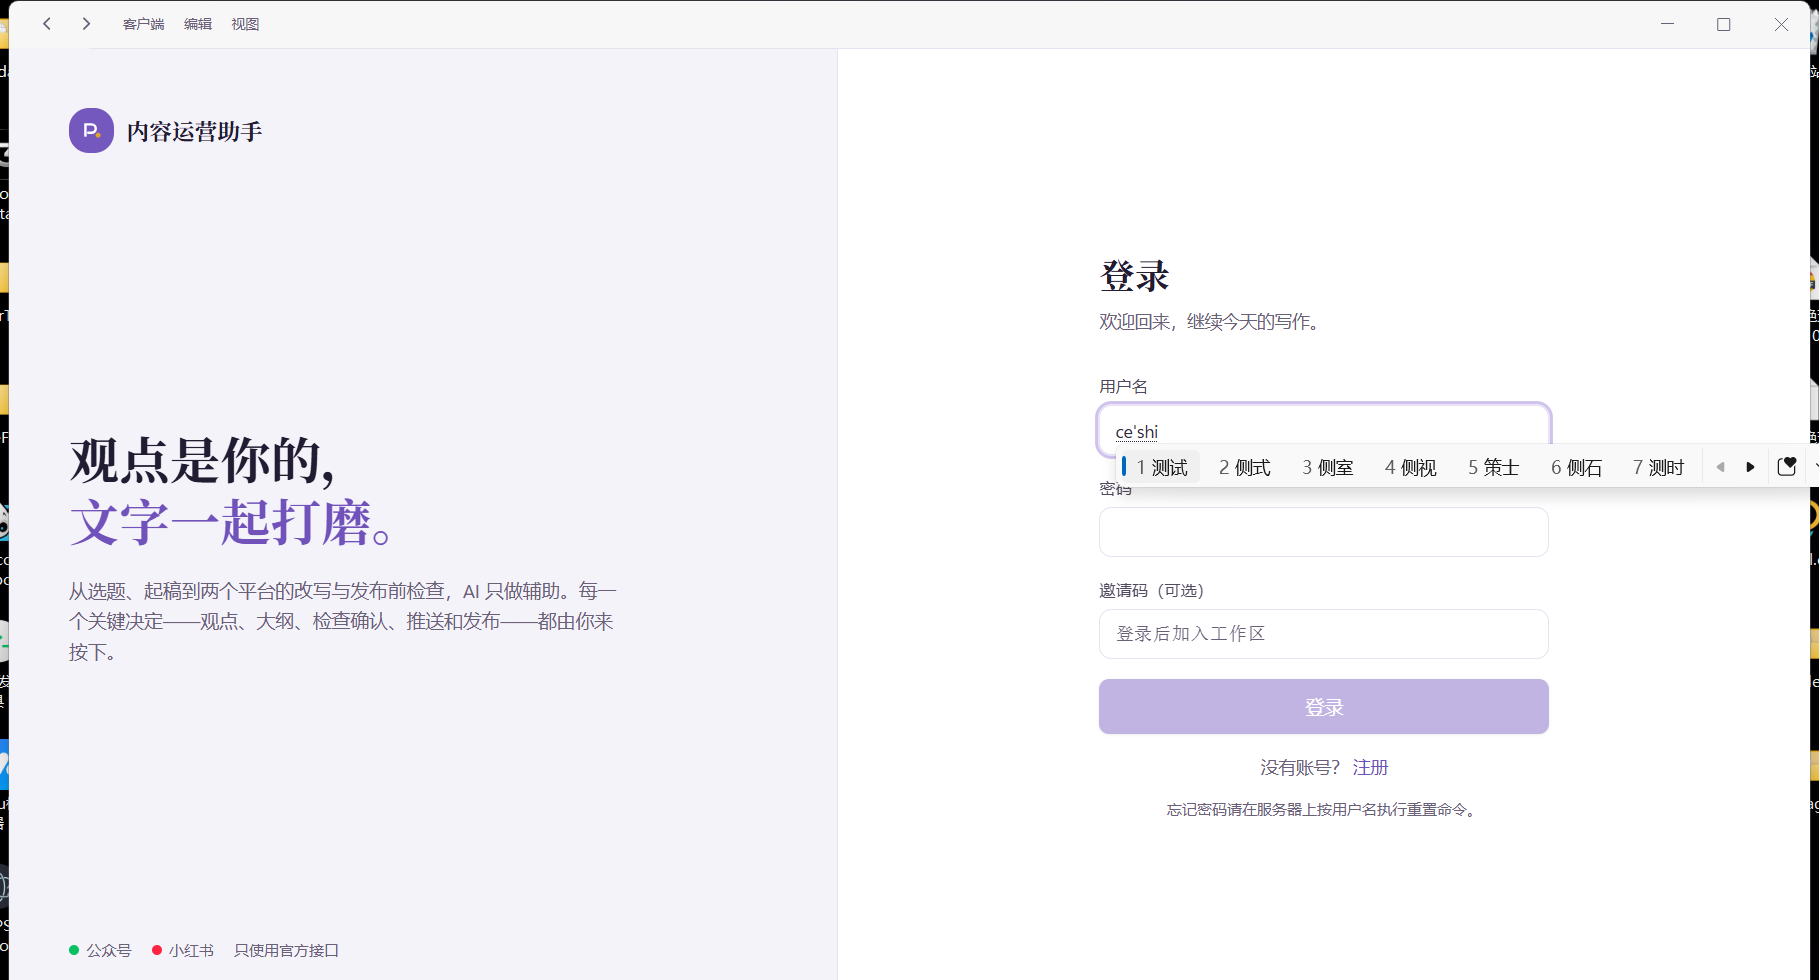 客户端 编辑 视图
内容运营助手
观点是你的,
文字一起打磨。
从选题、起稿到两个平台的改写与发布前检查，AI 只做辅助。每一
个关键决定——观点、大纲、检查确认、推送和发布——都由你来
按下。
公众号 小红书 只使用官方接口
登录
欢迎回来，继续今天的写作。
用户名
ce'shi
1 测试 2 侧式 3 侧室 4 侧视 5 策士 6 侧石 7 测时
密码
邀请码（可选）
登录后加入工作区
登录
没有账号？ 注册
忘记密码请在服务器上按用户名执行重置命令。